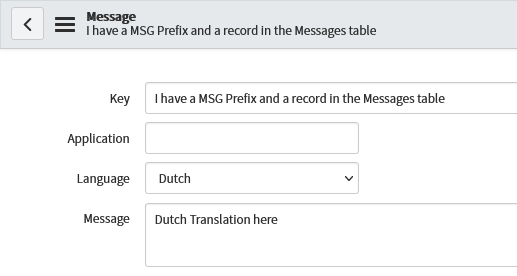 Message
I have a MSG Prefix and a record in the Messages table
Key I have a MSG Prefix and a record in the Messages table
Application
Language Dutch
Message Dutch Translation here